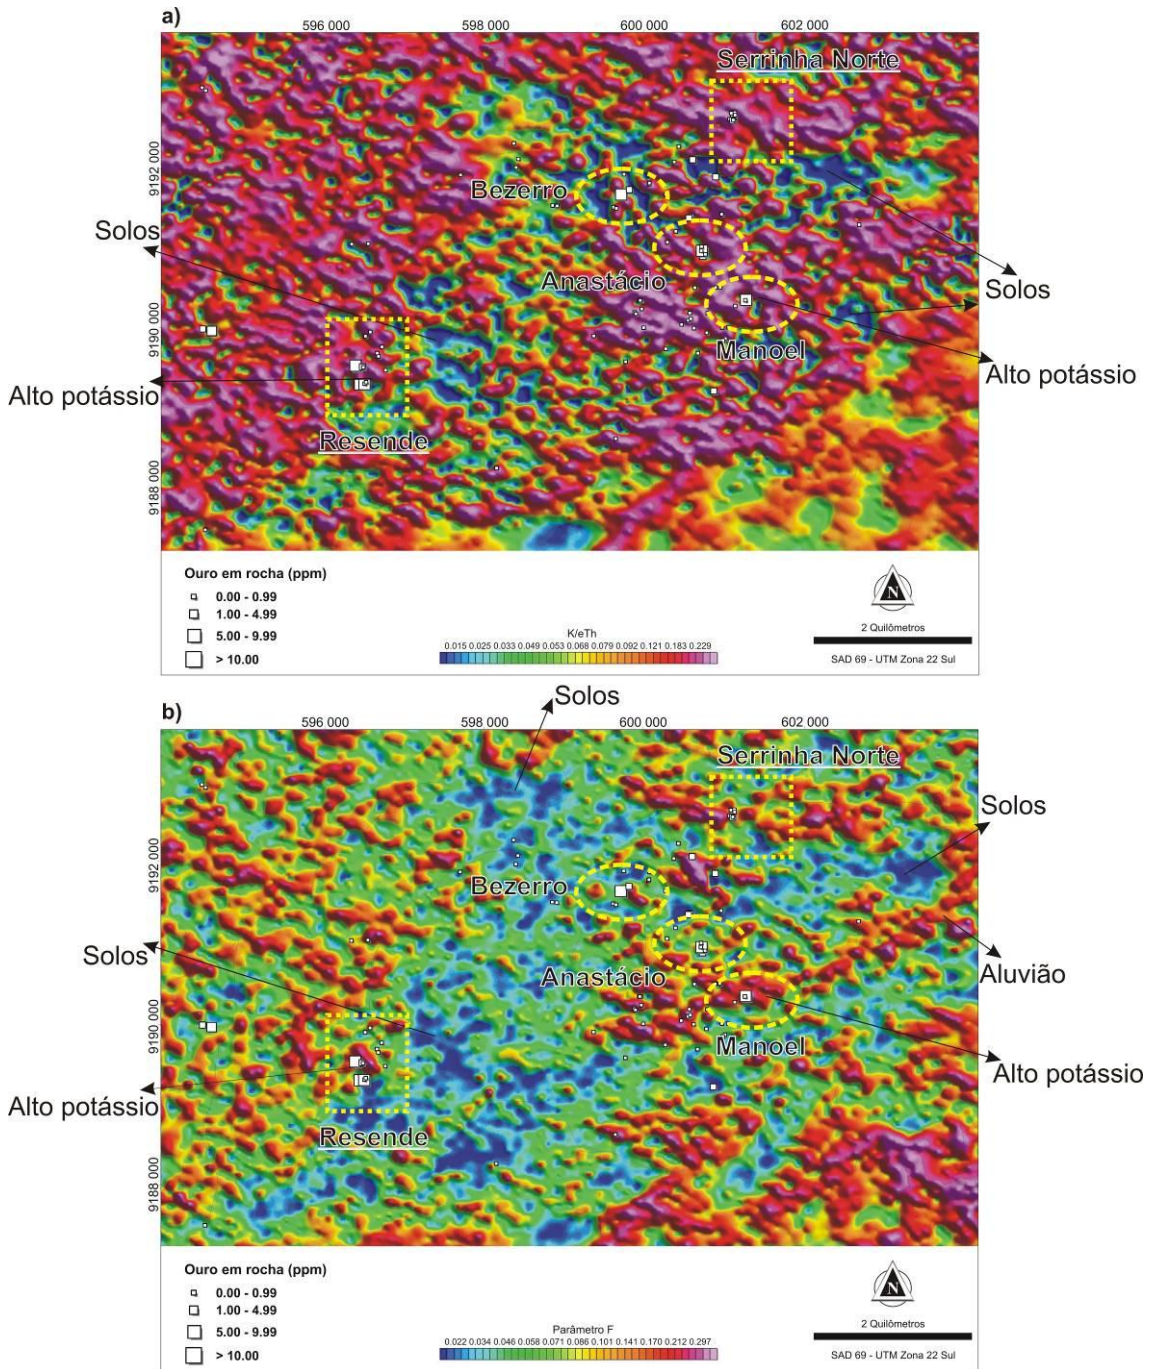 a)
596 000 598 000 600 000 602 000
Serrinha Norte
9192 000
Bezerro
Solos
Anastácio
Solos
9190 000
Manoel
Alto potássio
Alto potássio
Resende
9188 000
Ouro em rocha (ppm)
0.00 - 0.99
1.00 - 4.99
5.00 - 9.99
> 10.00
K/eTh
0.015 0.025 0.033 0.049 0.053 0.068 0.079 0.092 0.121 0.183 0.229
N
2 Quilômetros
SAD 69 - UTM Zona 22 Sul
Solos
b)
596 000 598 000 600 000 602 000
Serrinha Norte
Solos
9192 000
Bezerro
Solos
Anastácio
Aluvião
9190 000
Manoel
Alto potássio
Alto potássio
Resende
9188 000
Ouro em rocha (ppm)
0.00 - 0.99
1.00 - 4.99
5.00 - 9.99
> 10.00
Parâmetro F
0.022 0.034 0.046 0.058 0.071 0.086 0.101 0.141 0.170 0.212 0.297
N
2 Quilômetros
SAD 69 - UTM Zona 22 Sul